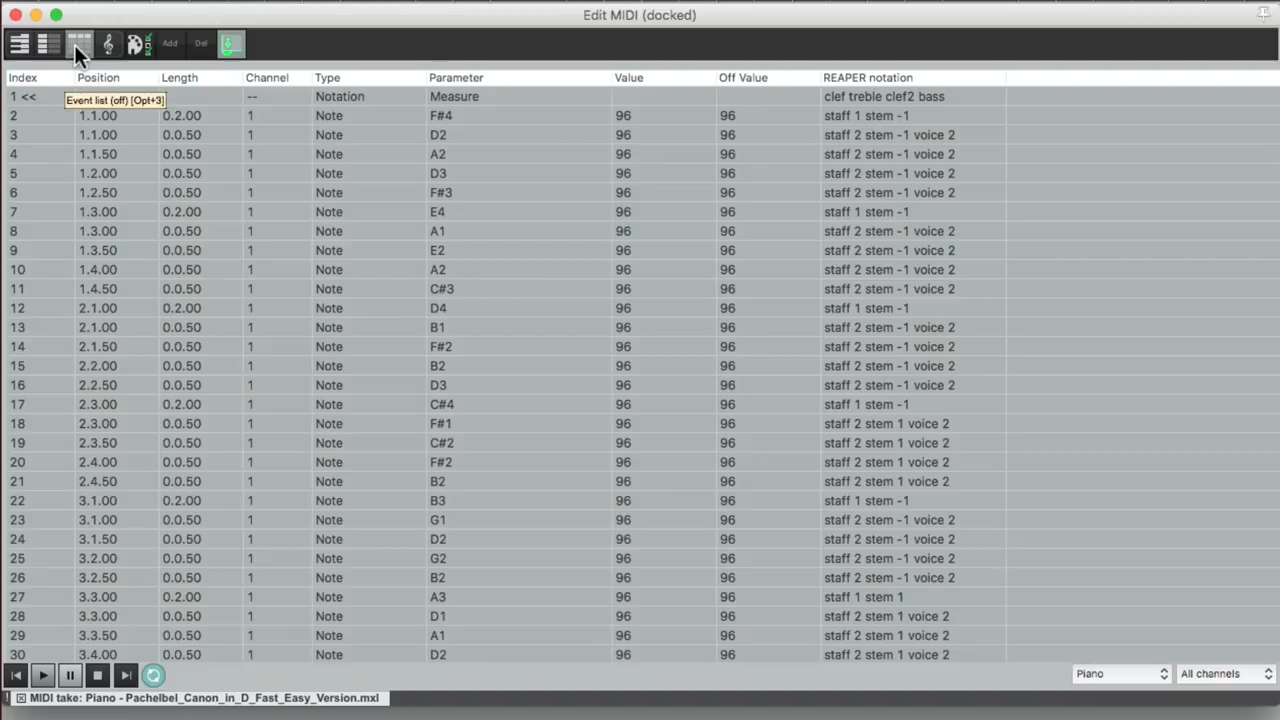 Edit MIDI (docked)
Add Del
Index Position Length Channel Type Parameter Value Off Value REAPER notation
1 << -- Notation Measure clef treble clef2 bass
Event list (off) [Opt+3]
2 1.1.00 0.2.00 1 Note F#4 96 96 staff 1 stem -1
3 1.1.00 0.0.50 1 Note D2 96 96 staff 2 stem -1 voice 2
4 1.1.50 0.0.50 1 Note A2 96 96 staff 2 stem -1 voice 2
5 1.2.00 0.0.50 1 Note D3 96 96 staff 2 stem -1 voice 2
6 1.2.50 0.0.50 1 Note F#3 96 96 staff 2 stem -1 voice 2
7 1.3.00 0.2.00 1 Note E4 96 96 staff 1 stem -1
8 1.3.00 0.0.50 1 Note A1 96 96 staff 2 stem -1 voice 2
9 1.3.50 0.0.50 1 Note E2 96 96 staff 2 stem -1 voice 2
10 1.4.00 0.0.50 1 Note A2 96 96 staff 2 stem -1 voice 2
11 1.4.50 0.0.50 1 Note C#3 96 96 staff 2 stem -1 voice 2
12 2.1.00 0.2.00 1 Note D4 96 96 staff 1 stem -1
13 2.1.00 0.0.50 1 Note B1 96 96 staff 2 stem -1 voice 2
14 2.1.50 0.0.50 1 Note F#2 96 96 staff 2 stem -1 voice 2
15 2.2.00 0.0.50 1 Note B2 96 96 staff 2 stem -1 voice 2
16 2.2.50 0.0.50 1 Note D3 96 96 staff 2 stem -1 voice 2
17 2.3.00 0.2.00 1 Note C#4 96 96 staff 1 stem -1
18 2.3.00 0.0.50 1 Note F#1 96 96 staff 2 stem 1 voice 2
19 2.3.50 0.0.50 1 Note C#2 96 96 staff 2 stem 1 voice 2
20 2.4.00 0.0.50 1 Note F#2 96 96 staff 2 stem 1 voice 2
21 2.4.50 0.0.50 1 Note B2 96 96 staff 2 stem 1 voice 2
22 3.1.00 0.2.00 1 Note B3 96 96 staff 1 stem -1
23 3.1.00 0.0.50 1 Note G1 96 96 staff 2 stem -1 voice 2
24 3.1.50 0.0.50 1 Note D2 96 96 staff 2 stem -1 voice 2
25 3.2.00 0.0.50 1 Note G2 96 96 staff 2 stem -1 voice 2
26 3.2.50 0.0.50 1 Note B2 96 96 staff 2 stem -1 voice 2
27 3.3.00 0.2.00 1 Note A3 96 96 staff 1 stem 1
28 3.3.00 0.0.50 1 Note D1 96 96 staff 2 stem 1 voice 2
29 3.3.50 0.0.50 1 Note A1 96 96 staff 2 stem 1 voice 2
30 3.4.00 0.0.50 1 Note D2 96 96 staff 2 stem 1 voice 2
Piano All channels
MIDI take: Piano - Pachelbel_Canon_in_D_Fast_Easy_Version.mxl